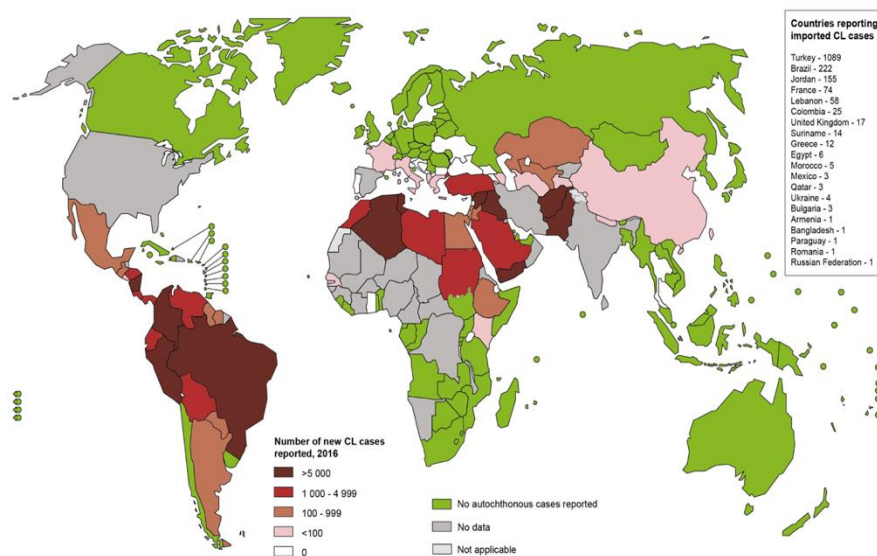 Countries reporting
imported CL cases
Turkey - 1089
Brazil - 222
Jordan - 155
France - 74
Lebanon - 58
Colombia - 25
United Kingdom - 17
Suriname - 14
Greece - 12
Egypt - 6
Morocco - 5
Mexico - 3
Qatar - 3
Ukraine - 4
Bulgaria - 3
Armenia - 1
Bangladesh - 1
Paraguay - 1
Romania - 1
Russian Federation - 1
Number of new CL cases
reported, 2016
>5 000
1 000 - 4 999
100 - 999
<100
0
No autochthonous cases reported
No data
Not applicable